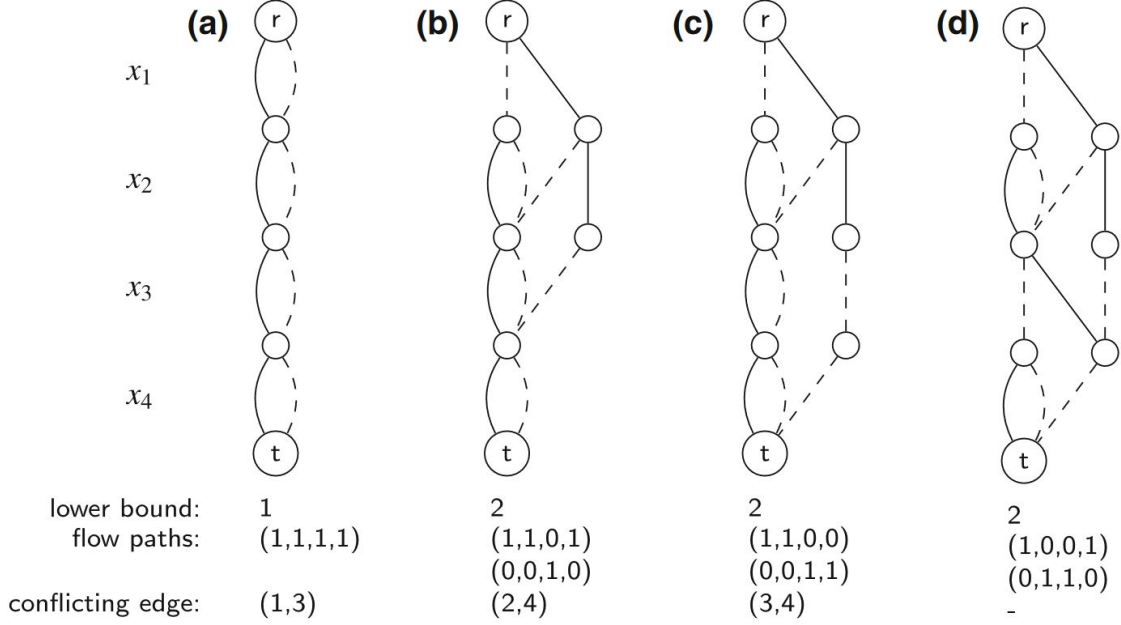 (a) (b) (c) (d)
r r r r
x1
x2
x3
x4
t t t t
lower bound: 1 2 2 2
flow paths: (1,1,1,1) (1,1,0,1) (1,1,0,0) (1,0,0,1)
(0,0,1,0) (0,0,1,1) (0,1,1,0)
conflicting edge: (1,3) (2,4) (3,4) -